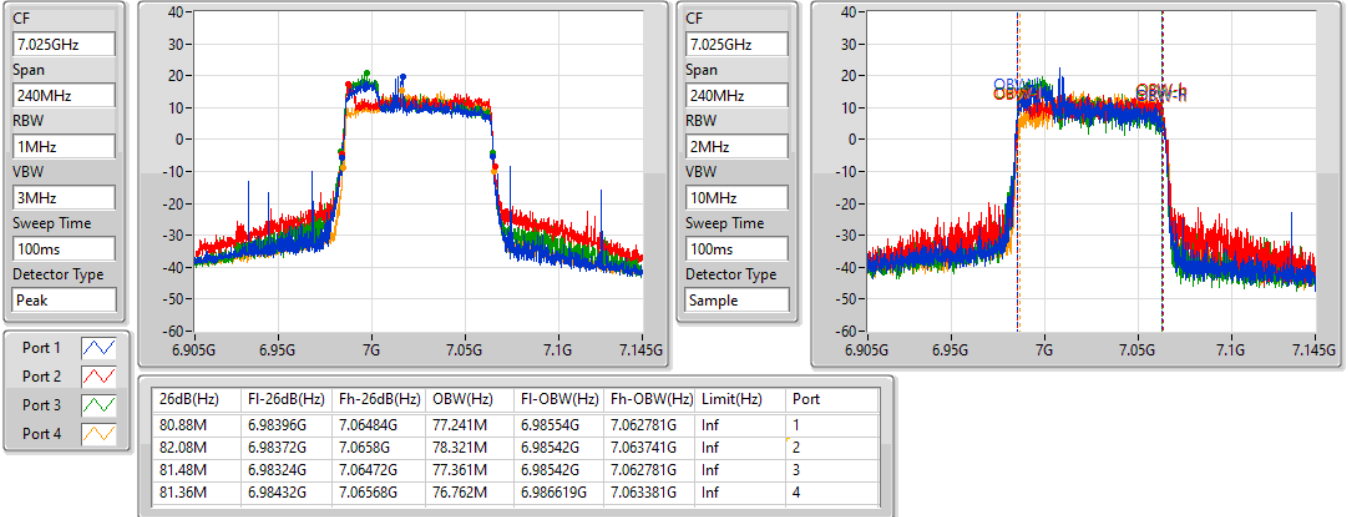 CF
7.025GHz
Span
240MHz
RBW
1MHz
VBW
3MHz
Sweep Time
100ms
Detector Type
Peak
Port 1
Port 2
Port 3
Port 4
40
30
20
10
0
-10
-20
-30
-40
-50
-60
6.905G 6.95G 7G 7.05G 7.1G 7.145G
CF
7.025GHz
Span
240MHz
RBW
2MHz
VBW
10MHz
Sweep Time
100ms
Detector Type
Sample
40
30
20
10
0
-10
-20
-30
-40
-50
-60
OBW-h
6.905G 6.95G 7G 7.05G 7.1G 7.145G
26dB(Hz) Fl-26dB(Hz) Fh-26dB(Hz) OBW(Hz) Fl-OBW(Hz) Fh-OBW(Hz) Limit(Hz) Port
80.88M 6.98396G 7.06484G 77.241M 6.98554G 7.062781G Inf 1
82.08M 6.98372G 7.0658G 78.321M 6.98542G 7.063741G Inf 2
81.48M 6.98324G 7.06472G 77.361M 6.98542G 7.062781G Inf 3
81.36M 6.98432G 7.06568G 76.762M 6.986619G 7.063381G Inf 4